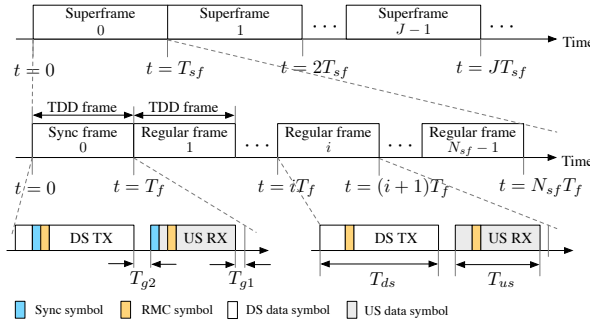 Superframe Superframe Superframe
0 1 . . . J − 1 . . .
Time
t = 0 t = T_sf t = 2T_sf t = JT_sf
TDD frame TDD frame
Sync frame Regular frame Regular frame Regular frame
0 1 . . . i . . . N_sf − 1
Time
t = 0 t = T_f t = iT_f t = (i + 1)T_f t = N_sf T_f
DS TX US RX DS TX US RX
T_g2 T_g1 T_ds T_us
Sync symbol RMC symbol DS data symbol US data symbol